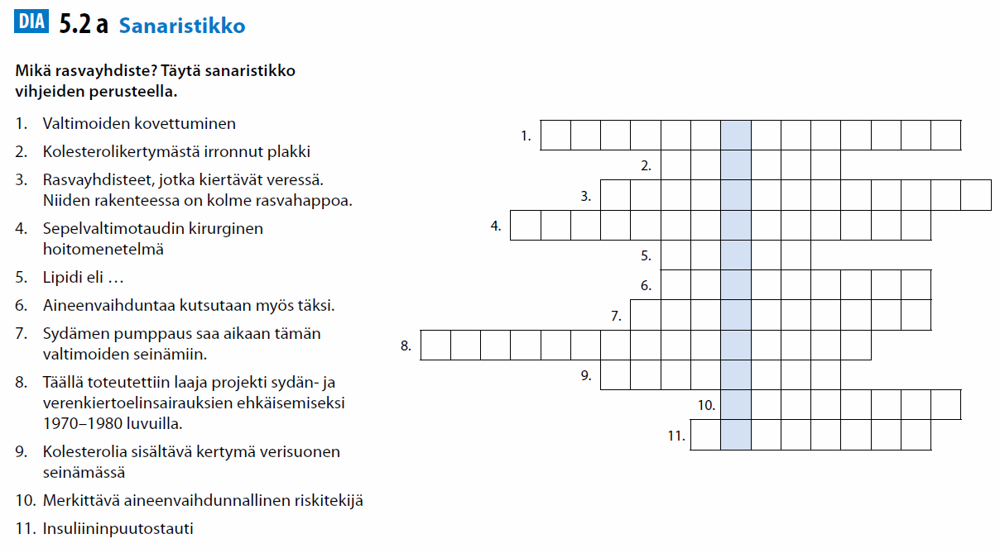 DIA 5.2 a Sanaristikko
Mikä rasvayhdiste? Täytä sanaristikko
vihjeiden perusteella.
1. Valtimoiden kovettuminen
2. Kolesterolikertymästä irronnut plakki
3. Rasvayhdisteet, jotka kiertävät veressä.
Niiden rakenteessa on kolme rasvahappoa.
4. Sepelvaltimotaudin kirurginen
hoitomenetelmä
5. Lipidi eli …
6. Aineenvaihduntaa kutsutaan myös täksi.
7. Sydämen pumppaus saa aikaan tämän
valtimoiden seinämiin.
8. Täällä toteutettiin laaja projekti sydän- ja
verenkiertoelinsairauksien ehkäisemiseksi
1970–1980 luvuilla.
9. Kolesterolia sisältävä kertymä verisuonen
seinämässä
10. Merkittävä aineenvaihdunnallinen riskitekijä
11. Insuliininpuutostauti
1.
2.
3.
4.
5.
6.
7.
8.
9.
10.
11.